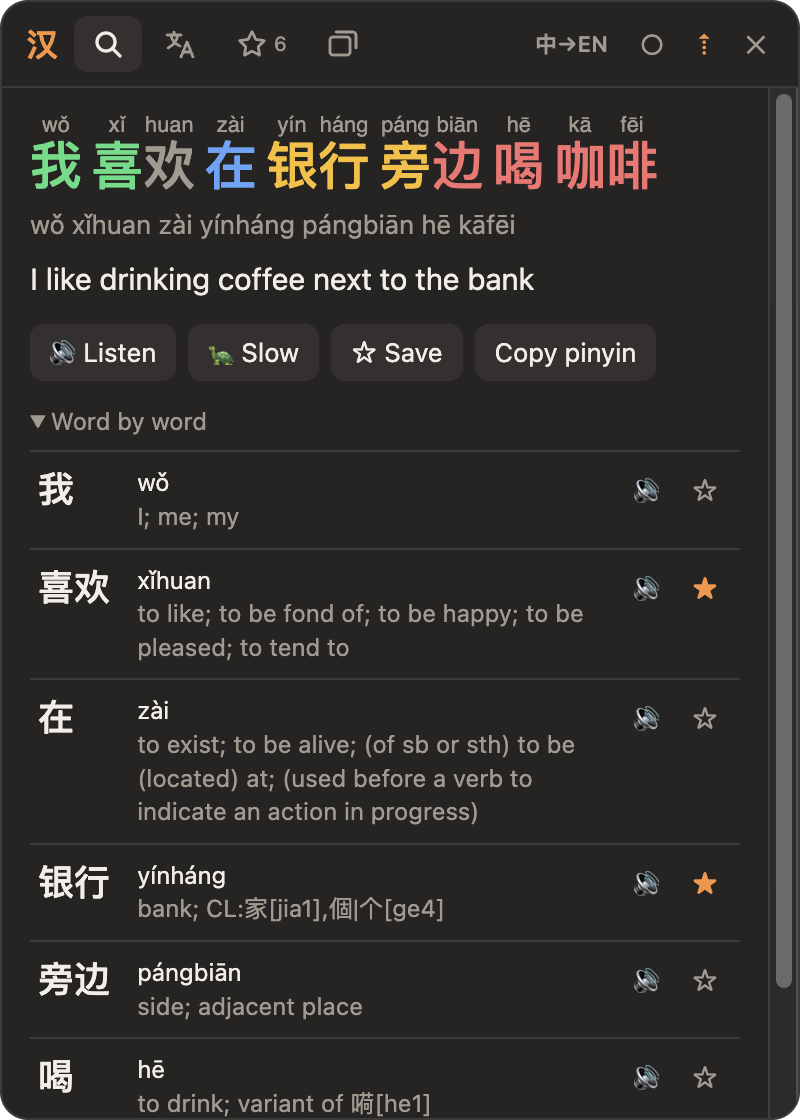 汉 6 中→EN
wǒ xǐ huan zài yín háng páng biān hē kā fēi
我 喜欢 在 银行 旁边 喝 咖啡
wǒ xǐhuan zài yínháng pángbiān hē kāfēi
I like drinking coffee next to the bank
Listen Slow Save Copy pinyin
Word by word
我 wǒ
I; me; my
喜欢 xǐhuan
to like; to be fond of; to be happy; to be
pleased; to tend to
在 zài
to exist; to be alive; (of sb or sth) to be
(located) at; (used before a verb to
indicate an action in progress)
银行 yínháng
bank; CL:家[jia1],個|个[ge4]
旁边 pángbiān
side; adjacent place
喝 hē
to drink; variant of 嗬[he1]